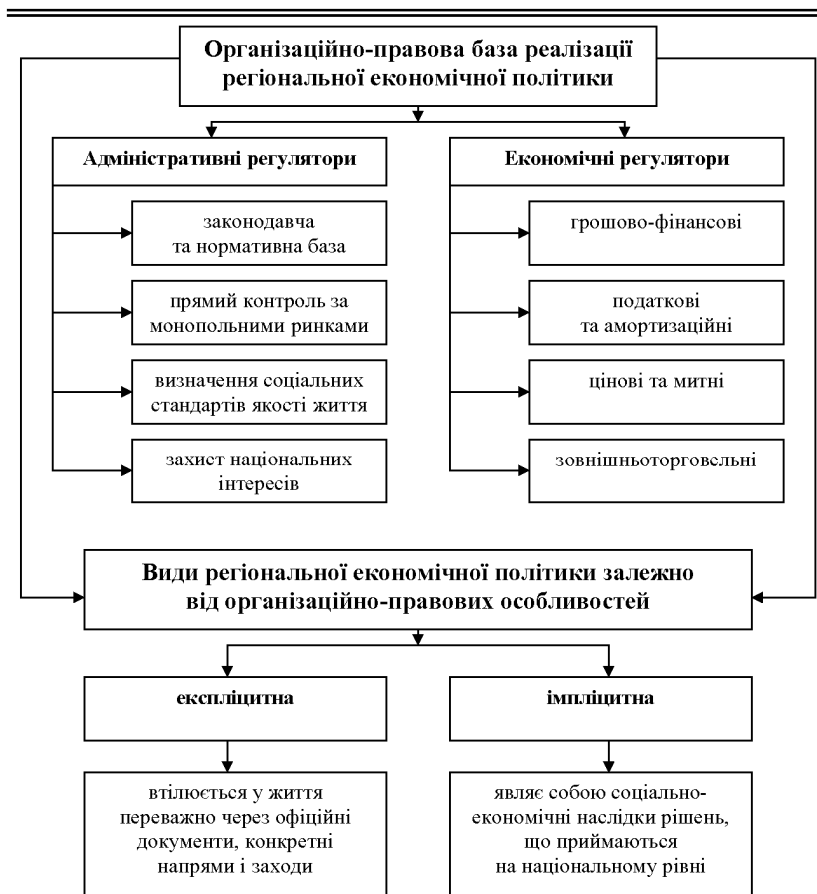 Організаційно-правова база реалізації
регіональної економічної політики
Адміністративні регулятори
законодавча
та нормативна база
прямий контроль за
монопольними ринками
визначення соціальних
стандартів якості життя
захист національних
інтересів
Економічні регулятори
грошово-фінансові
податкові
та амортизаційні
цінові та митні
зовнішньоторговельні
Види регіональної економічної політики залежно
від організаційно-правових особливостей
експліцитна
втілюється у життя
переважно через офіційні
документи, конкретні
напрями і заходи
імпліцитна
являє собою соціально-
економічні наслідки рішень,
що приймаються
на національному рівні